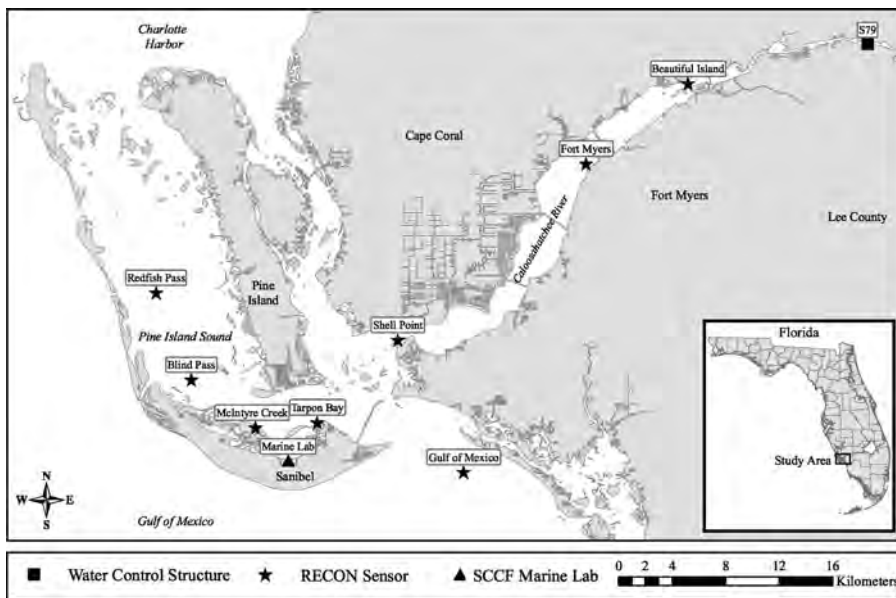 Charlotte
Harbor
S79
Beautiful Island
Cape Coral
Fort Myers
Fort Myers
Lee County
Caloosahatchee River
Redfish Pass
Pine
Island
Shell Point
Pine Island Sound
Blind Pass
McIntyre Creek
Tarpon Bay
Marine Lab
Sanibel
Gulf of Mexico
Gulf of Mexico
N
W
E
S
Florida
Study Area
Water Control Structure
RECON Sensor
SCCF Marine Lab
0 2 4 8 12 16
Kilometers